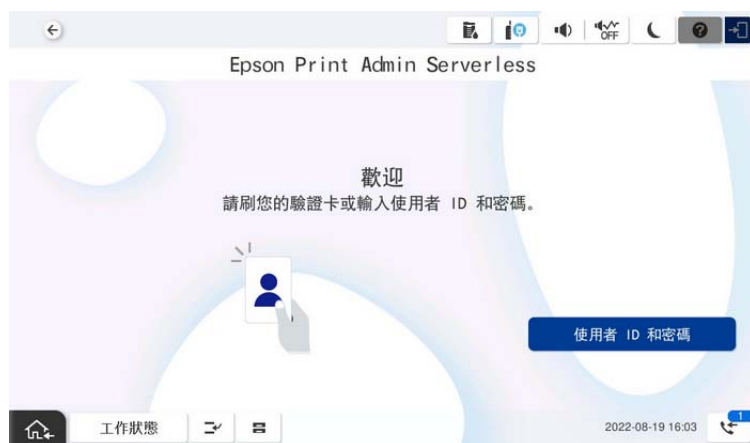 OFF
Epson Print Admin Serverless
歡迎
請刷您的驗證卡或輸入使用者 ID 和密碼。
使用者 ID 和密碼
工作狀態
2022-08-19 16:03
1